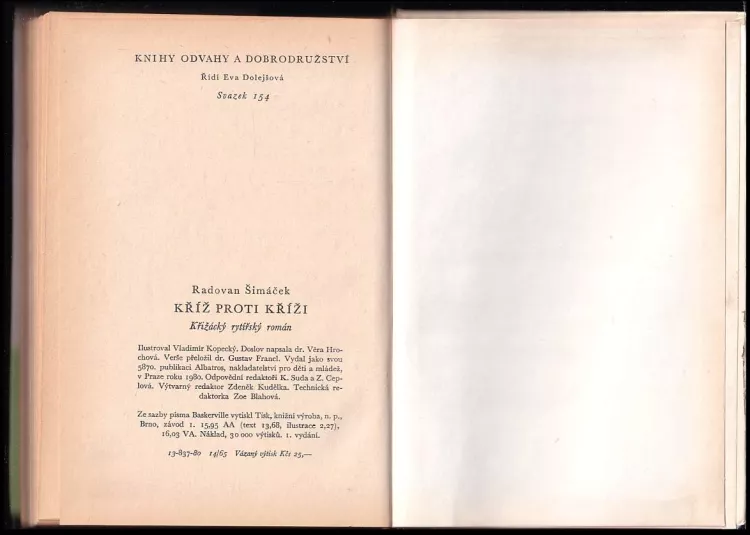 KNIHY ODVAHY A DOBRODRUŽSTVÍ
Řídí Eva Dolejšová
Svazek 154
Radovan Šimáček
KŘÍŽ PROTI KŘÍŽI
Křižácký rytířský román
Ilustroval Vladimír Kopecký. Doslov napsala dr. Věra Hro-
chová. Verše přeložil dr. Gustav Francl. Vydal jako svou
5870. publikaci Albatros, nakladatelství pro děti a mládež,
v Praze roku 1980. Odpovědní redaktoři K. Suda a Z. Cep-
lová. Výtvarný redaktor Zdeněk Kudělka. Technická re-
daktorka Zoe Blahová.
Ze sazby písma Baskerville vytiskl Tisk, knižní výroba, n. p.,
Brno, závod 1. 15,95 AA (text 13,68, ilustrace 2,27),
16,03 VA. Náklad, 30 000 výtisků. 1. vydání.
13-837-80 14/65 Vázaný výtisk Kčs 25,—